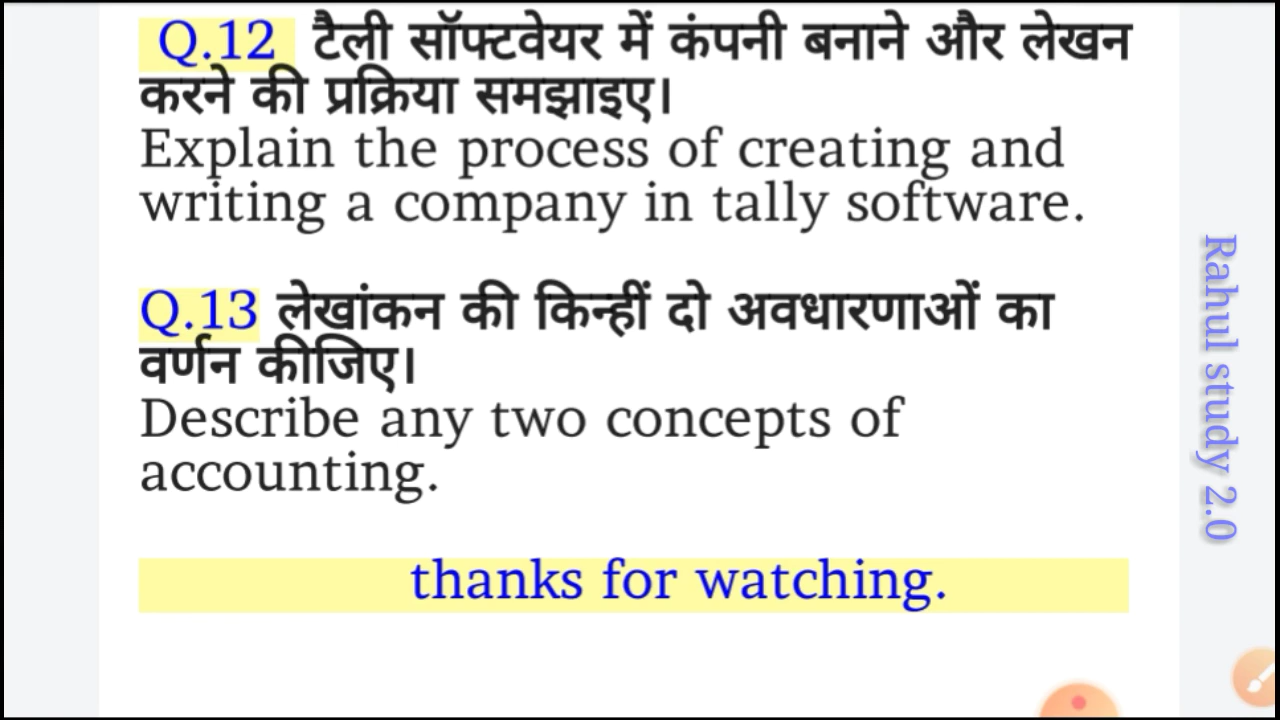 Q.12 टैली सॉफ्टवेयर में कंपनी बनाने और लेखन
करने की प्रक्रिया समझाइए।
Explain the process of creating and
writing a company in tally software.
Q.13 लेखांकन की किन्हीं दो अवधारणाओं का
वर्णन कीजिए।
Describe any two concepts of
accounting.
thanks for watching.
Rahul study 2.0